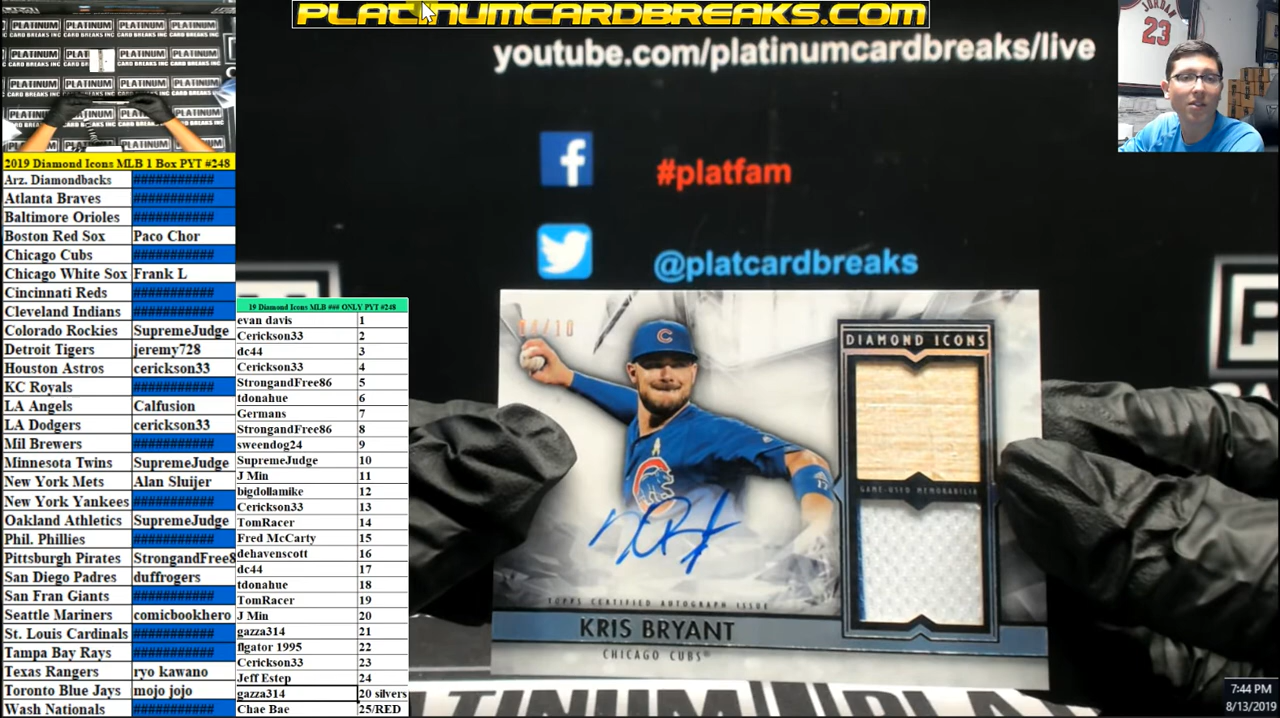 PLATINUMCARDBREAKS.COM
youtube.com/platinumcardbreaks/live
#platfam
@platcardbreaks
JORDAN
23
2019 Diamond Icons MLB 1 Box PYT #248
Arz. Diamondbacks ###########
Atlanta Braves ###########
Baltimore Orioles ###########
Boston Red Sox Paco Chor
Chicago Cubs ###########
Chicago White Sox Frank L
Cincinnati Reds ###########
Cleveland Indians ###########
Colorado Rockies SupremeJudge
Detroit Tigers jeremy728
Houston Astros cerickson33
KC Royals ###########
LA Angels Calfusion
LA Dodgers cerickson33
Mil Brewers ###########
Minnesota Twins SupremeJudge
New York Mets Alan Sluijer
New York Yankees ###########
Oakland Athletics SupremeJudge
Phil. Phillies ###########
Pittsburgh Pirates StrongandFree8
San Diego Padres duffrogers
San Fran Giants ###########
Seattle Mariners comicbookhero
St. Louis Cardinals ###########
Tampa Bay Rays ###########
Texas Rangers ryo kawano
Toronto Blue Jays mojo jojo
Wash Nationals ###########
19 Diamond Icons MLB ### ONLY PYT #248
evan davis 1
Cerickson33 2
dc44 3
Cerickson33 4
StrongandFree86 5
tdonahue 6
Germans 7
StrongandFree86 8
sweendog24 9
SupremeJudge 10
J Min 11
bigdollamike 12
Cerickson33 13
TomRacer 14
Fred McCarty 15
dehavenscott 16
dc44 17
tdonahue 18
TomRacer 19
J Min 20
gazza314 21
flgator 1995 22
Cerickson33 23
Jeff Estep 24
gazza314 20 silvers
Chae Bae 25/RED
DIAMOND ICONS
GAME-USED MEMORABILIA
TOPPS CERTIFIED AUTOGRAPH ISSUE
KRIS BRYANT
CHICAGO CUBS®
7:44 PM
8/13/2019